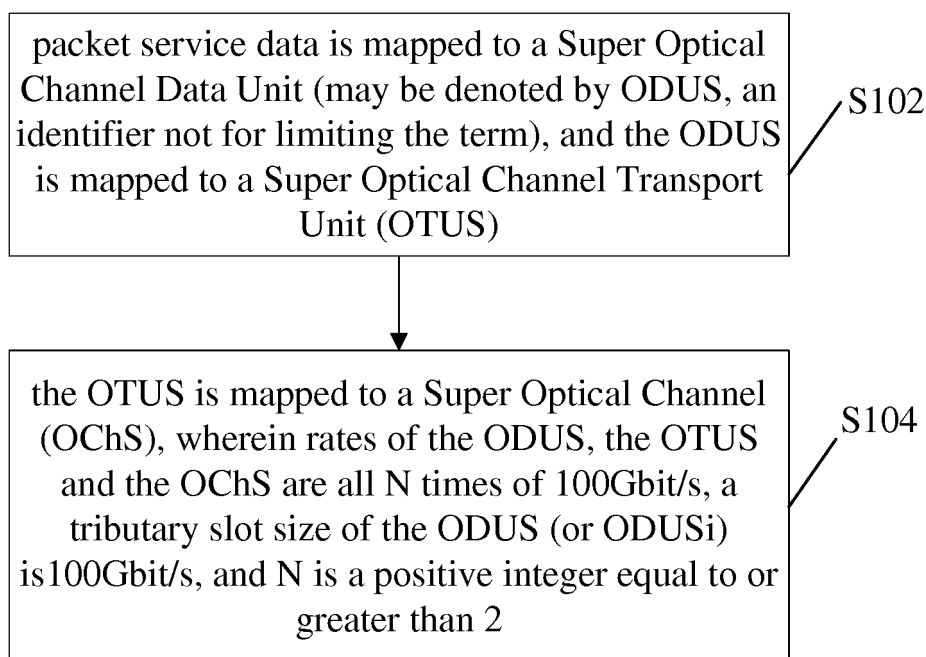 packet service data is mapped to a Super Optical
Channel Data Unit (may be denoted by ODUS, an
identifier not for limiting the term), and the ODUS
is mapped to a Super Optical Channel Transport
Unit (OTUS)
S102
the OTUS is mapped to a Super Optical Channel
(OChS), wherein rates of the ODUS, the OTUS
and the OChS are all N times of 100Gbit/s, a
tributary slot size of the ODUS (or ODUSi)
is100Gbit/s, and N is a positive integer equal to or
greater than 2
S104